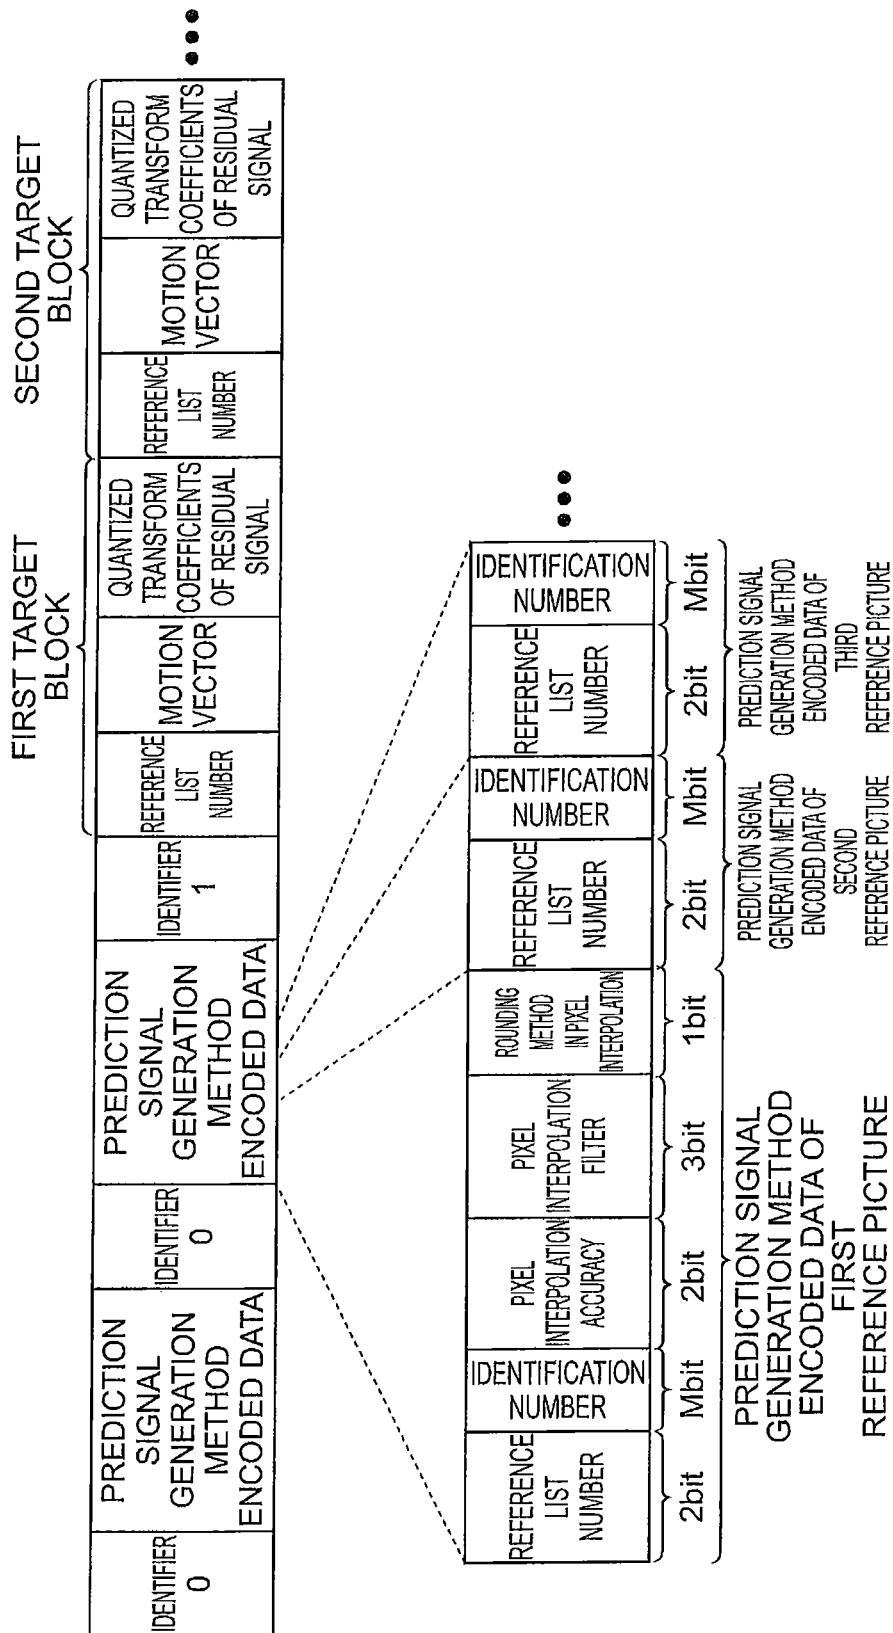 FIRST TARGET
BLOCK
SECOND TARGET
BLOCK
IDENTIFIER
0
PREDICTION
SIGNAL
GENERATION
METHOD
ENCODED DATA
IDENTIFIER
0
PREDICTION
SIGNAL
GENERATION
METHOD
ENCODED DATA
IDENTIFIER
1
REFERENCE
LIST
NUMBER
MOTION
VECTOR
QUANTIZED
TRANSFORM
COEFFICIENTS
OF RESIDUAL
SIGNAL
REFERENCE
LIST
NUMBER
MOTION
VECTOR
QUANTIZED
TRANSFORM
COEFFICIENTS
OF RESIDUAL
SIGNAL
REFERENCE
LIST
NUMBER
IDENTIFICATION
NUMBER
PIXEL
INTERPOLATION
ACCURACY
PIXEL
INTERPOLATION
FILTER
ROUNDING
METHOD
IN PIXEL
INTERPOLATION
REFERENCE
LIST
NUMBER
IDENTIFICATION
NUMBER
REFERENCE
LIST
NUMBER
IDENTIFICATION
NUMBER
2bit
Mbit
2bit
3bit
1bit
2bit
Mbit
2bit
Mbit
PREDICTION SIGNAL
GENERATION METHOD
ENCODED DATA OF
FIRST
REFERENCE PICTURE
PREDICTION SIGNAL
GENERATION METHOD
ENCODED DATA OF
SECOND
REFERENCE PICTURE
PREDICTION SIGNAL
GENERATION METHOD
ENCODED DATA OF
THIRD
REFERENCE PICTURE